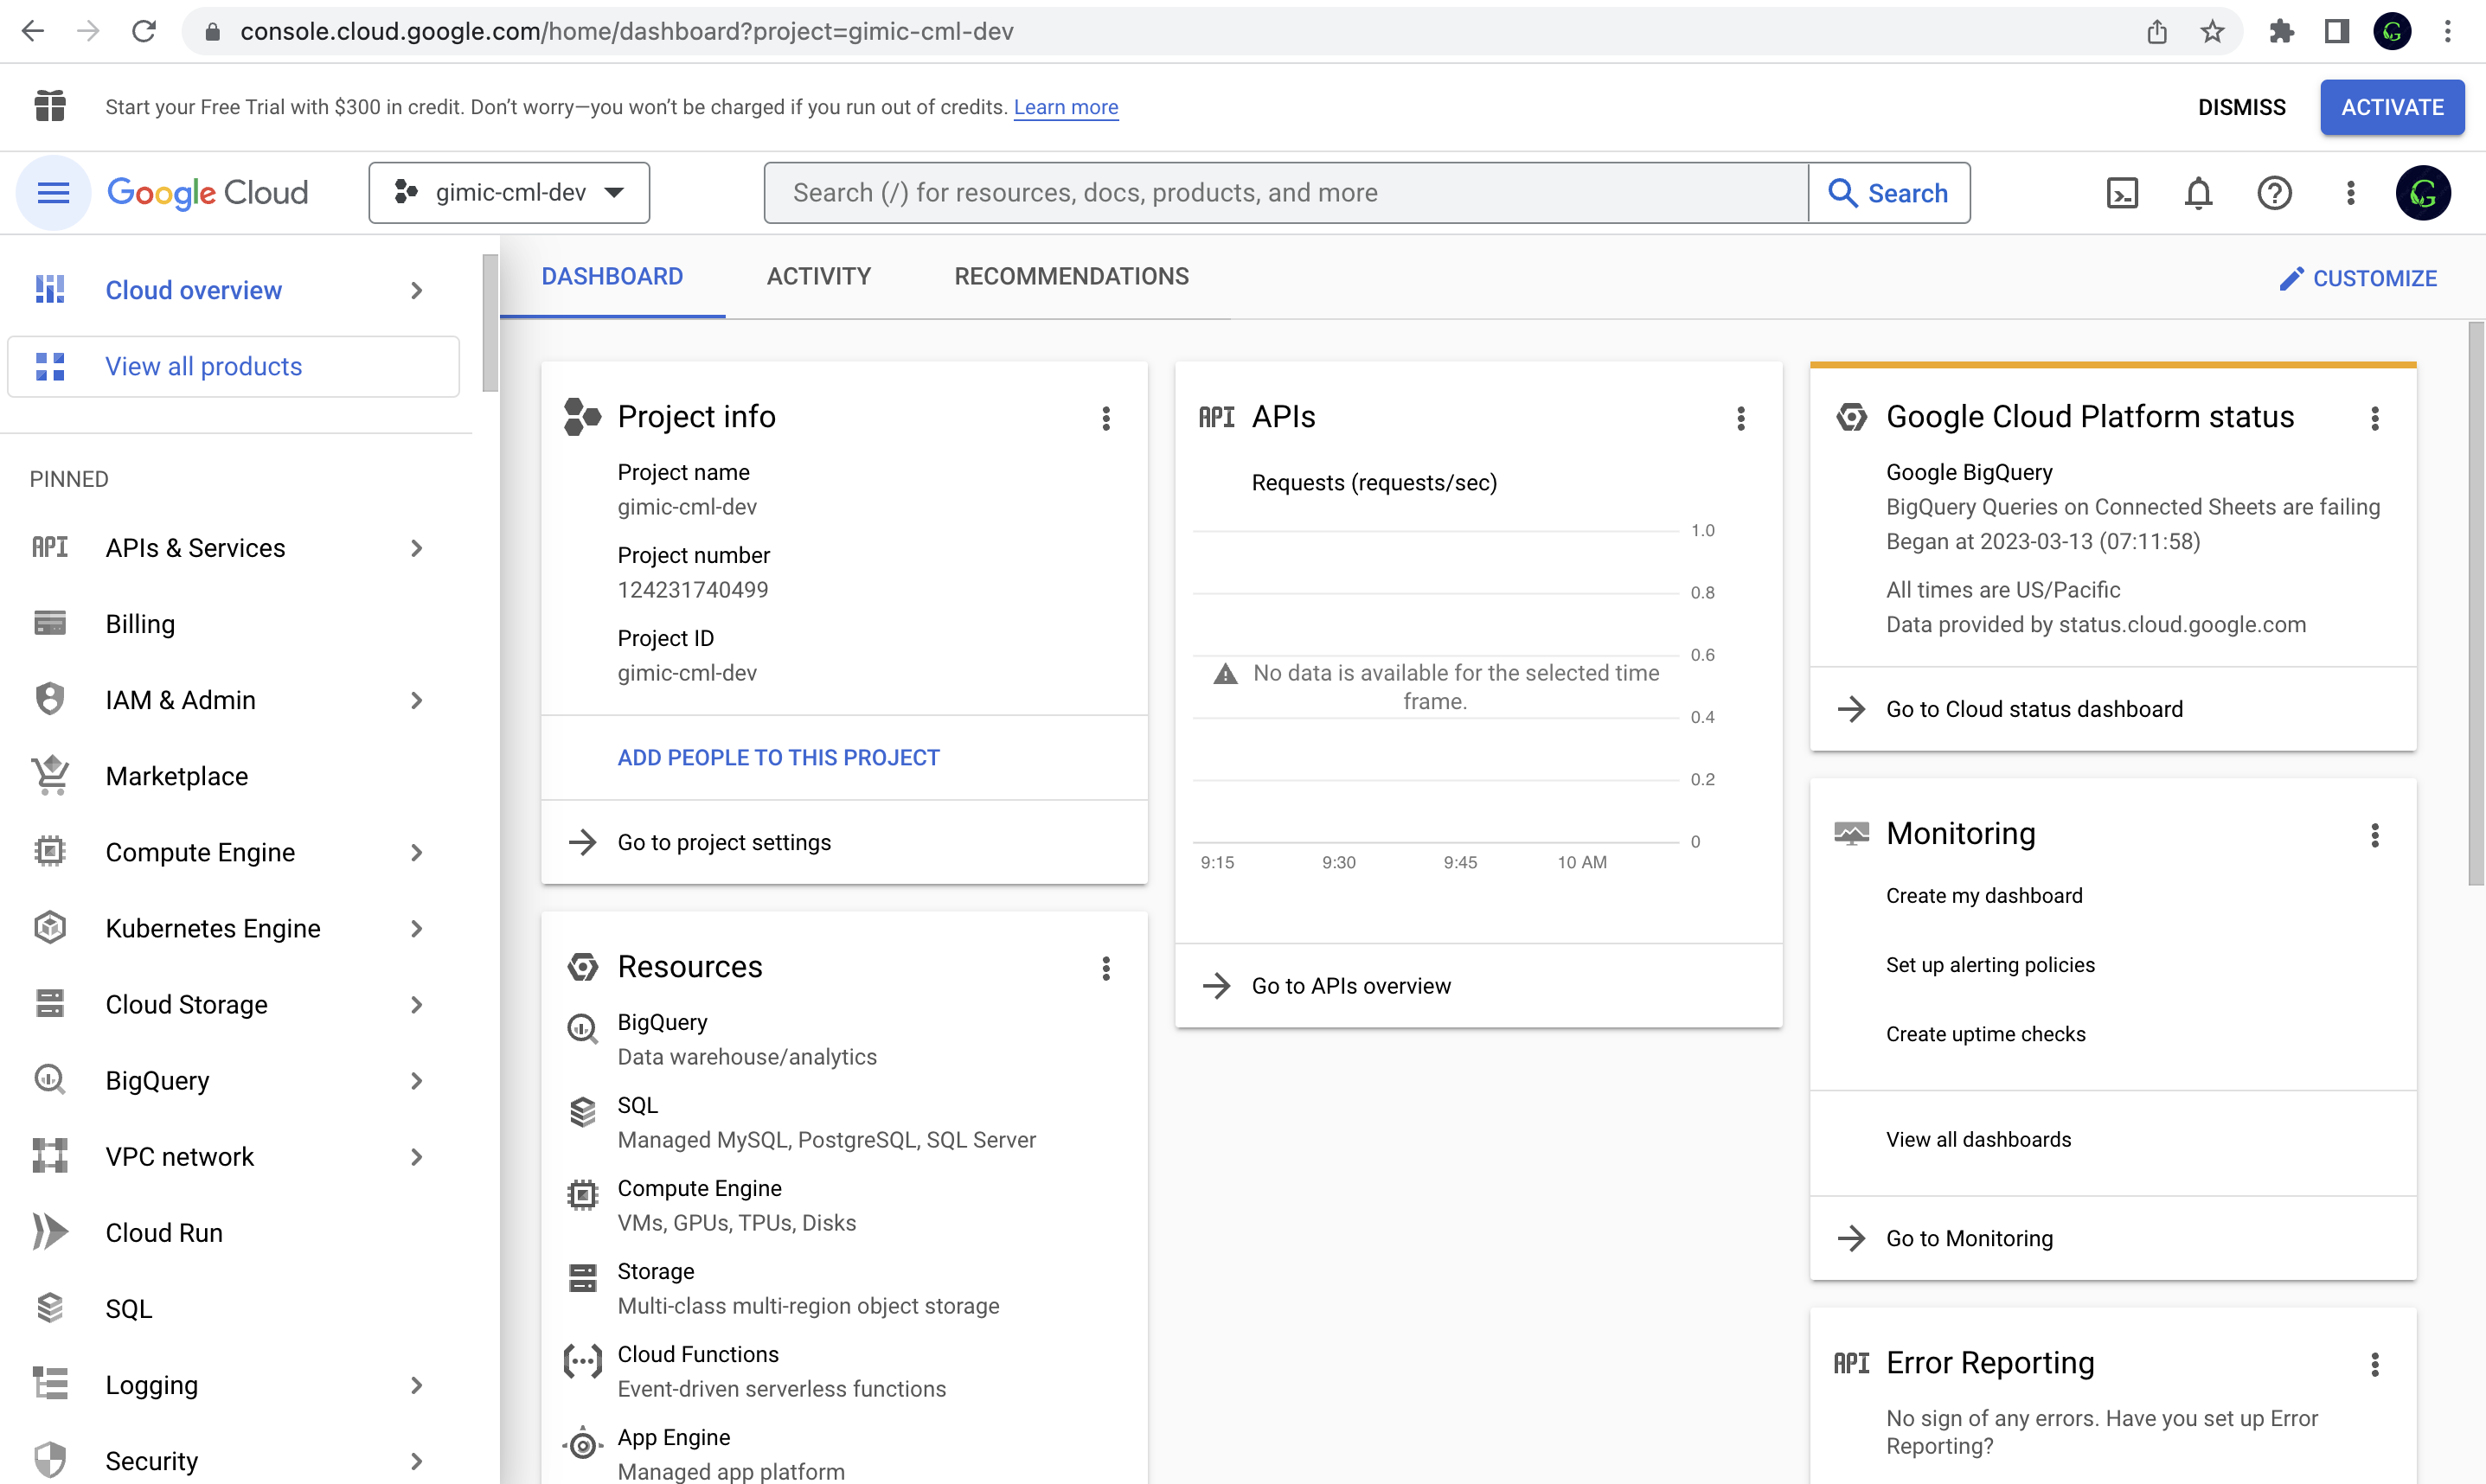 console.cloud.google.com/home/dashboard?project=gimic-cml-dev
Start your Free Trial with $300 in credit. Don’t worry—you won’t be charged if you run out of credits. Learn more
DISMISS
ACTIVATE
Google Cloud
gimic-cml-dev
Search (/) for resources, docs, products, and more
Search
Cloud overview
View all products
PINNED
APIs & Services
Billing
IAM & Admin
Marketplace
Compute Engine
Kubernetes Engine
Cloud Storage
BigQuery
VPC network
Cloud Run
SQL
Logging
Security
DASHBOARD
ACTIVITY
RECOMMENDATIONS
CUSTOMIZE
Project info
Project name
gimic-cml-dev
Project number
124231740499
Project ID
gimic-cml-dev
ADD PEOPLE TO THIS PROJECT
Go to project settings
Resources
BigQuery
Data warehouse/analytics
SQL
Managed MySQL, PostgreSQL, SQL Server
Compute Engine
VMs, GPUs, TPUs, Disks
Storage
Multi-class multi-region object storage
Cloud Functions
Event-driven serverless functions
App Engine
Managed app platform
API APIs
Requests (requests/sec)
1.0
0.8
0.6
No data is available for the selected time
frame.
0.4
0.2
0
9:15 9:30 9:45 10 AM
Go to APIs overview
Google Cloud Platform status
Google BigQuery
BigQuery Queries on Connected Sheets are failing
Began at 2023-03-13 (07:11:58)
All times are US/Pacific
Data provided by status.cloud.google.com
Go to Cloud status dashboard
Monitoring
Create my dashboard
Set up alerting policies
Create uptime checks
View all dashboards
Go to Monitoring
API Error Reporting
No sign of any errors. Have you set up Error
Reporting?